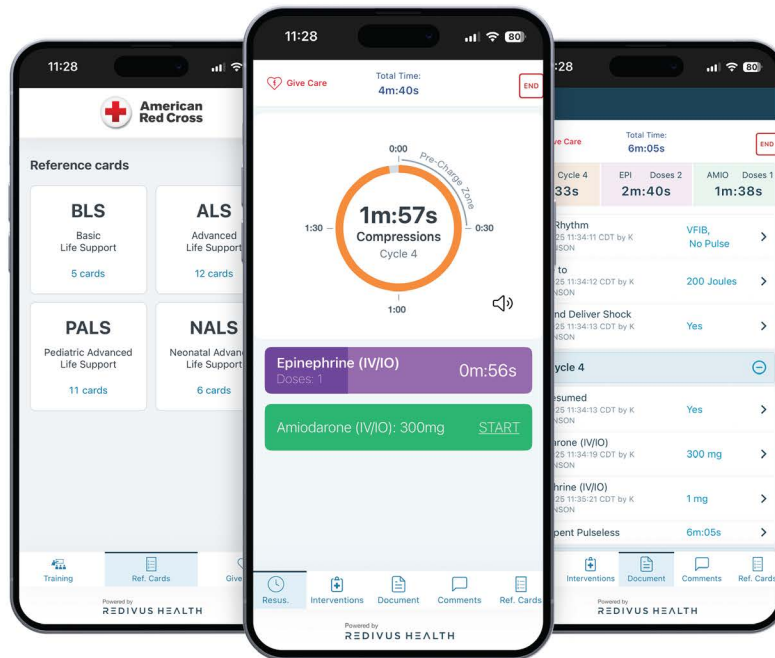 11:28
American
Red Cross
Reference cards
BLS
Basic
Life Support
5 cards
ALS
Advanced
Life Support
12 cards
PALS
Pediatric Advanced
Life Support
11 cards
NALS
Neonatal Advan
Life Support
6 cards
Training
Ref. Cards
Give
Powered by
REDIVUS HEALTH
11:28
80
Give Care
Total Time:
4m:40s
END
0:00
Pre-Charge Zone
1m:57s
Compressions
Cycle 4
1:30
0:30
1:00
Epinephrine (IV/IO)
Doses: 1
0m:56s
Amiodarone (IV/IO): 300mg
START
Resus.
Interventions
Document
Comments
Ref. Cards
Powered by
REDIVUS HEALTH
:28
80
ve Care
Total Time:
6m:05s
END
Cycle 4
33s
EPI Doses 2
2m:40s
AMIO Doses 1
1m:38s
Rhythm
25 11:34:11 CDT by K
NSON
VFIB,
No Pulse
to
25 11:34:12 CDT by K
NSON
200 Joules
nd Deliver Shock
25 11:34:13 CDT by K
NSON
Yes
ycle 4
esumed
25 11:34:13 CDT by K
NSON
Yes
arone (IV/IO)
25 11:34:19 CDT by K
NSON
300 mg
hrine (IV/IO)
25 11:35:21 CDT by K
NSON
1 mg
pent Pulseless
6m:05s
Interventions
Document
Comments
Ref. Cards
Powered by
REDIVUS HEALTH